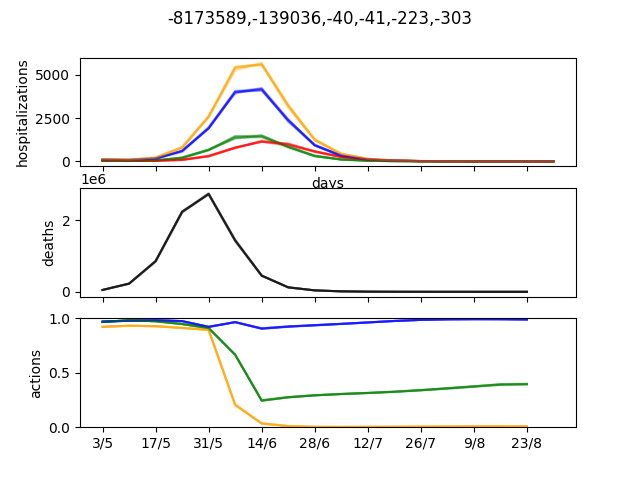 -8173589,-139036,-40,-41,-223,-303
5000
2500
0
hospitalizations
days
1e6
2
0
deaths
1.0
0.5
0.0
actions
3/5 17/5 31/5 14/6 28/6 12/7 26/7 9/8 23/8